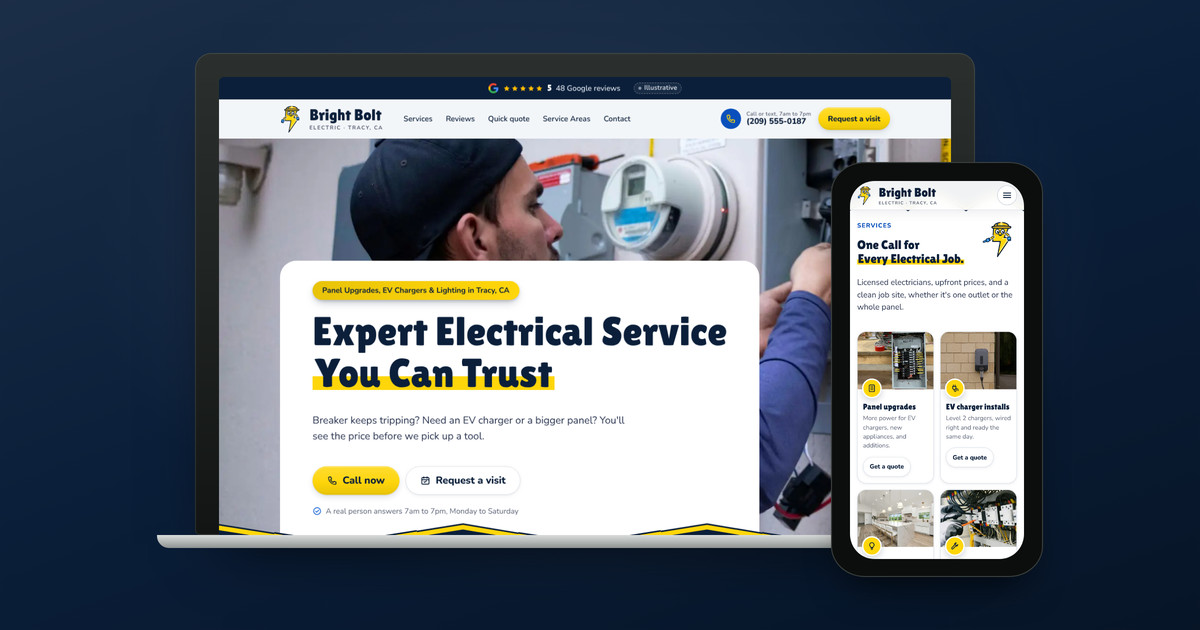 5 48 Google reviews Illustrative
Bright Bolt
ELECTRIC · TRACY, CA
Services Reviews Quick quote Service Areas Contact
Call or text, 7am to 7pm
(209) 555-0187
Request a visit
Panel Upgrades, EV Chargers & Lighting in Tracy, CA
Expert Electrical Service
You Can Trust
Breaker keeps tripping? Need an EV charger or a bigger panel? You'll
see the price before we pick up a tool.
Call now
Request a visit
A real person answers 7am to 7pm, Monday to Saturday
Bright Bolt
ELECTRIC · TRACY, CA
SERVICES
One Call for
Every Electrical Job.
Licensed electricians, upfront prices, and a
clean job site, whether it's one outlet or the
whole panel.
Panel upgrades
More power for EV
chargers, new
appliances, and
additions.
Get a quote
EV charger installs
Level 2 chargers, wired
right and ready the
same day.
Get a quote